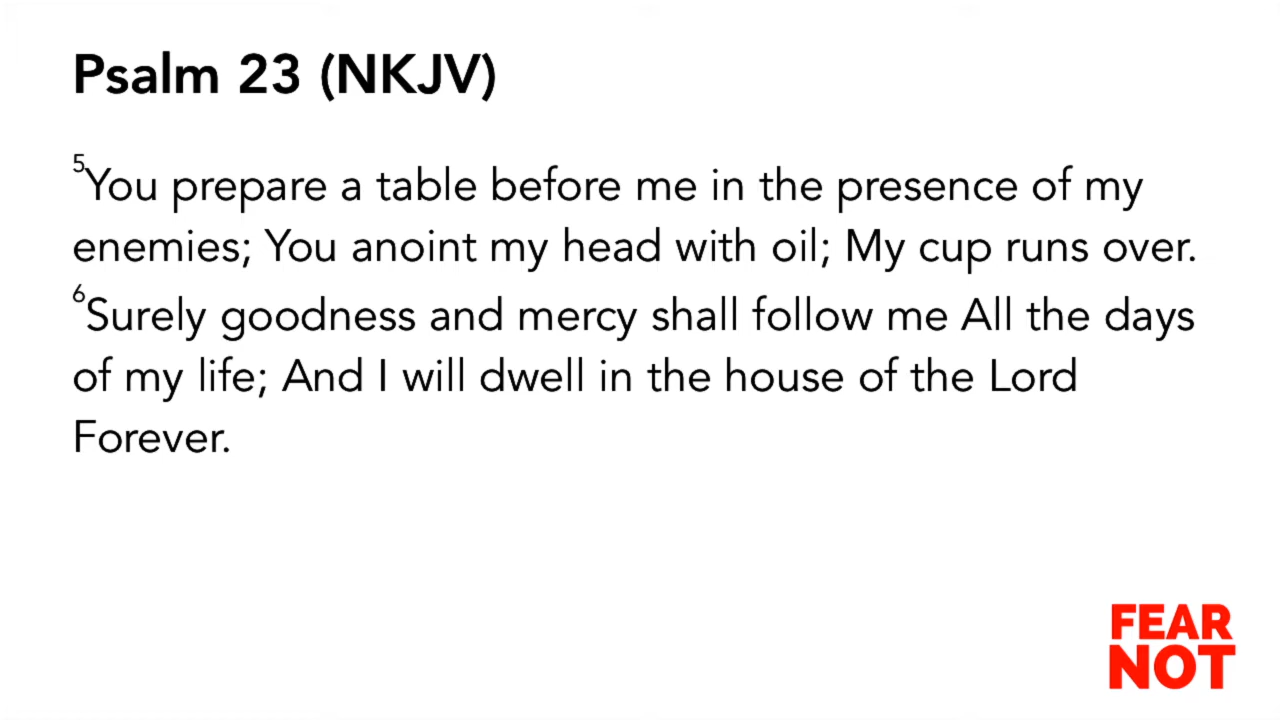 Psalm 23 (NKJV)
⁵You prepare a table before me in the presence of my
enemies; You anoint my head with oil; My cup runs over.
⁶Surely goodness and mercy shall follow me All the days
of my life; And I will dwell in the house of the Lord
Forever.
FEAR
NOT